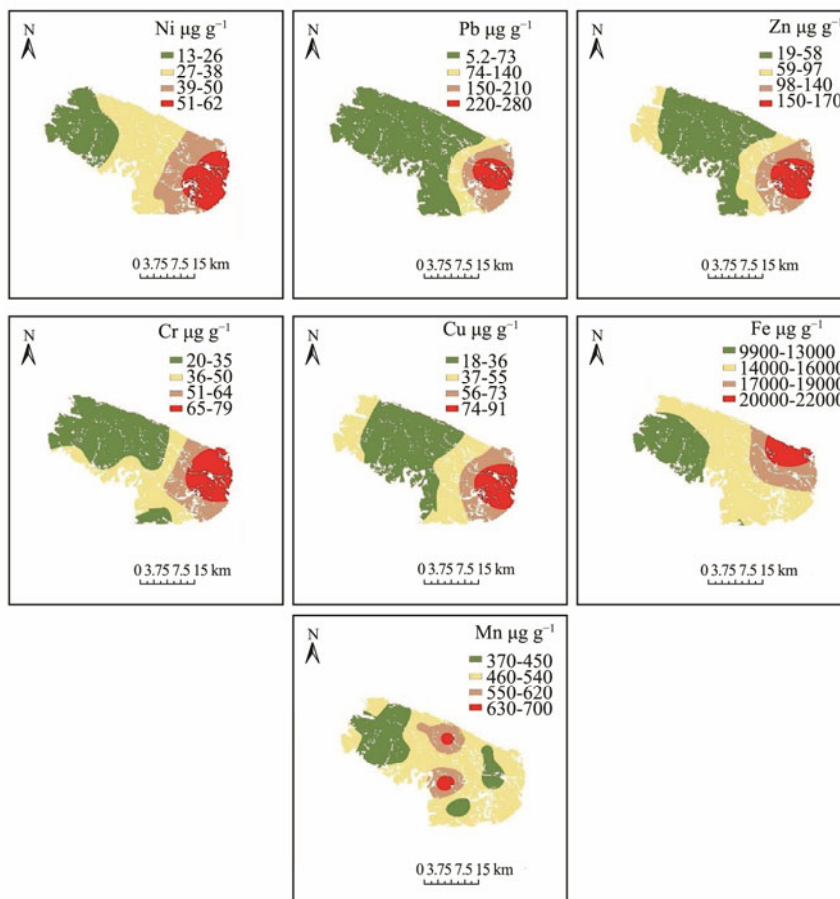 N
Ni µg g⁻¹
13-26
27-38
39-50
51-62
0 3.75 7.5 15 km
N
Pb µg g⁻¹
5.2-73
74-140
150-210
220-280
0 3.75 7.5 15 km
N
Zn µg g⁻¹
19-58
59-97
98-140
150-170
0 3.75 7.5 15 km
N
Cr µg g⁻¹
20-35
36-50
51-64
65-79
0 3.75 7.5 15 km
N
Cu µg g⁻¹
18-36
37-55
56-73
74-91
0 3.75 7.5 15 km
N
Fe µg g⁻¹
9900-13000
14000-16000
17000-19000
20000-22000
0 3.75 7.5 15 km
N
Mn µg g⁻¹
370-450
460-540
550-620
630-700
0 3.75 7.5 15 km